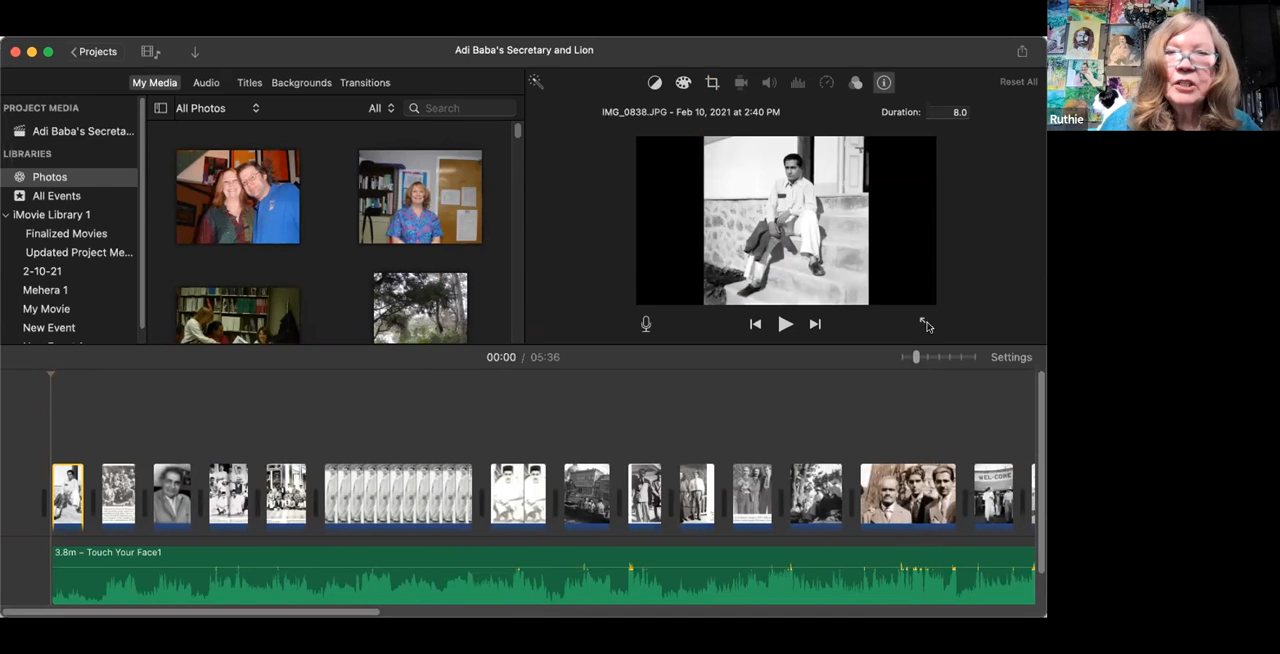 Projects
Adi Baba's Secretary and Lion
My Media Audio Titles Backgrounds Transitions
Reset All
PROJECT MEDIA
All Photos
All
Search
IMG_0838.JPG - Feb 10, 2021 at 2:40 PM
Duration: 8.0
Ruthie
Adi Baba's Secreta...
LIBRARIES
Photos
All Events
iMovie Library 1
Finalized Movies
Updated Project Me...
2-10-21
Mehera 1
My Movie
New Event
00:00 / 05:36
Settings
WELCOME
3.8m – Touch Your Face1